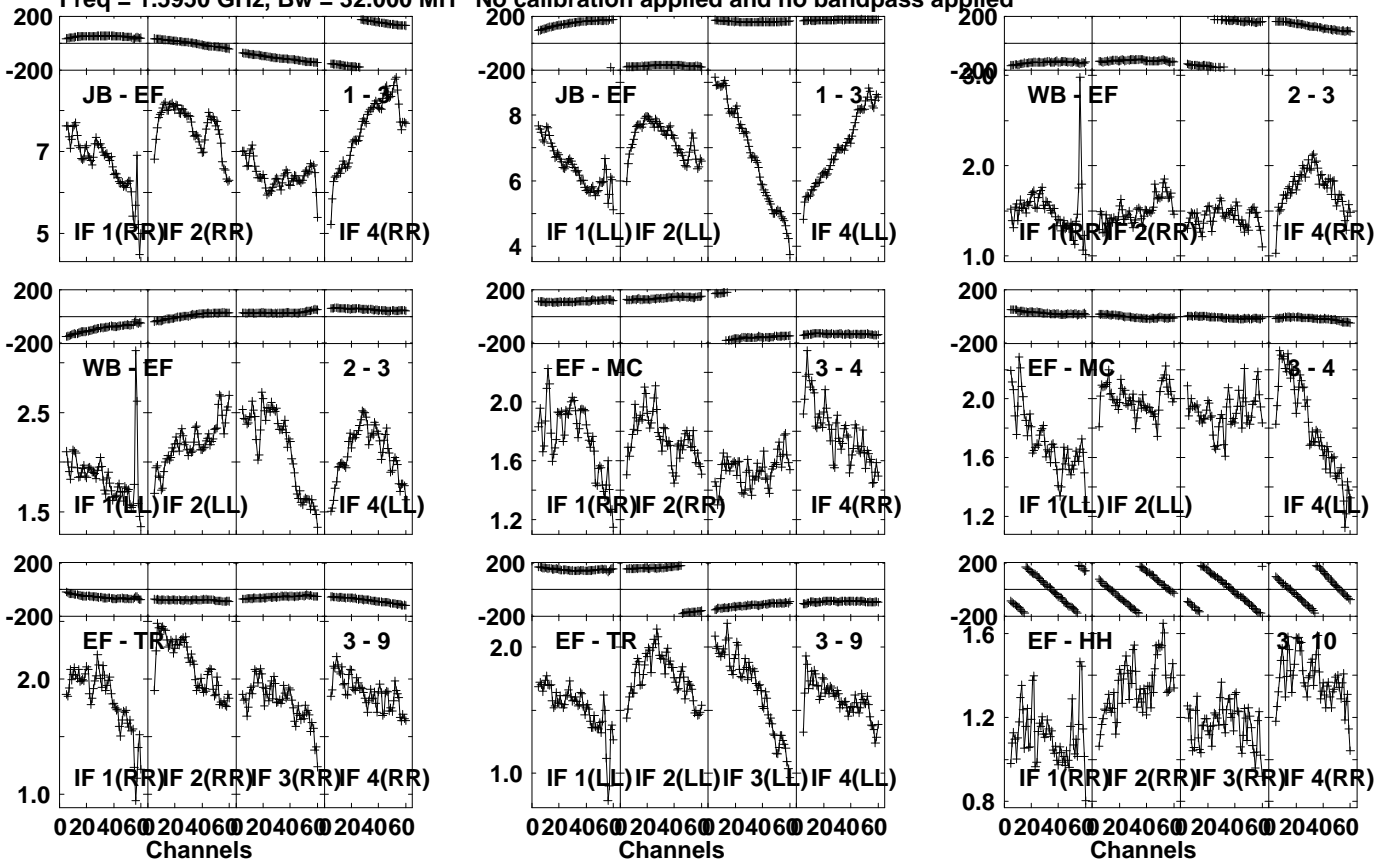 Freq = 1.5950 GHz, Bw = 32.000 MH No calibration applied and no bandpass applied
200
-200
JB - EF
1 - 3
7
5
IF 1(RR)
IF 2(RR)
IF 4(RR)
JB - EF
1 - 3
8
6
4
IF 1(LL)
IF 2(LL)
IF 4(LL)
200
-200
3.0
WB - EF
2 - 3
2.0
1.0
IF 1(RR)
IF 2(RR)
IF 4(RR)
200
-200
WB - EF
2 - 3
2.5
1.5
IF 1(LL)
IF 2(LL)
IF 4(LL)
200
-200
EF - MC
3 - 4
2.0
1.6
1.2
IF 1(RR)
IF 2(RR)
IF 4(RR)
200
-200
EF - MC
3 - 4
2.0
1.6
1.2
IF 1(LL)
IF 2(LL)
IF 4(LL)
200
-200
EF - TR
3 - 9
2.0
1.0
IF 1(RR)
IF 2(RR)
IF 3(RR)
IF 4(RR)
0 20 40 60 0 20 40 60 0 20 40 60 0 20 40 60
Channels
200
-200
EF - TR
3 - 9
2.0
1.0
IF 1(LL)
IF 2(LL)
IF 3(LL)
IF 4(LL)
0 20 40 60 0 20 40 60 0 20 40 60 0 20 40 60
Channels
200
-200
EF - HH
3 - 10
1.6
1.2
0.8
IF 1(RR)
IF 2(RR)
IF 3(RR)
IF 4(RR)
0 20 40 60 0 20 40 60 0 20 40 60 0 20 40 60
Channels